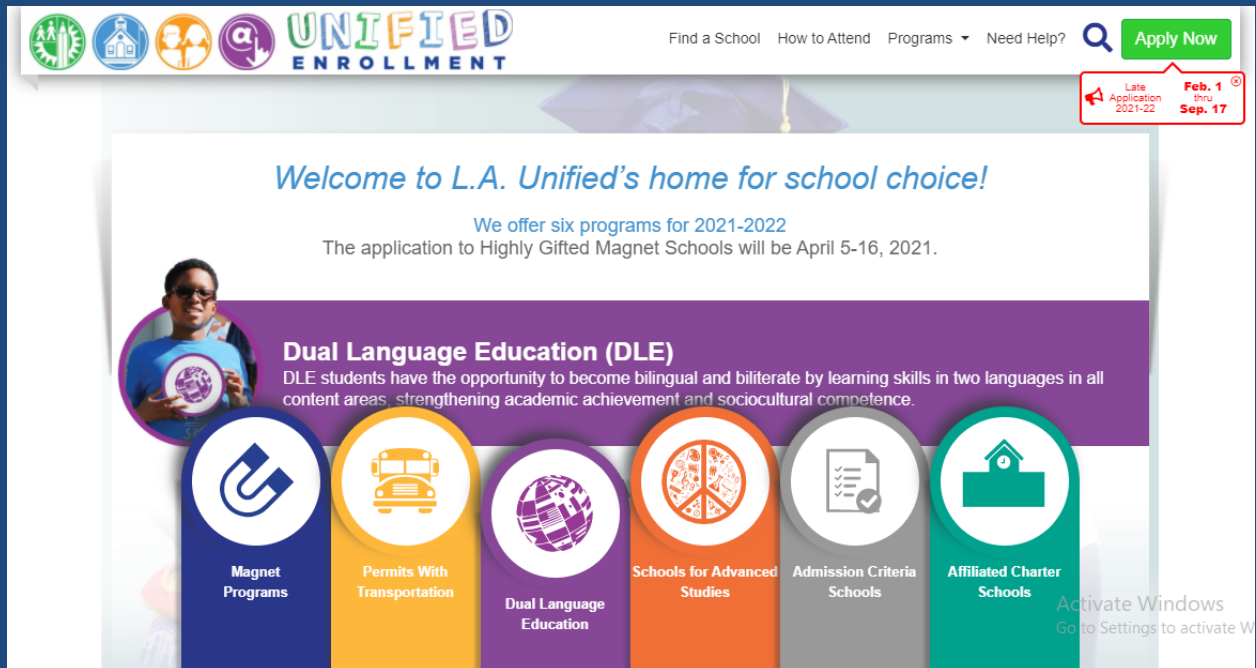 UNIFIED
ENROLLMENT
Find a School How to Attend Programs Need Help? Apply Now
Late
Application
2021-22
Feb. 1
thru
Sep. 17
Welcome to L.A. Unified's home for school choice!
We offer six programs for 2021-2022
The application to Highly Gifted Magnet Schools will be April 5-16, 2021.
Dual Language Education (DLE)
DLE students have the opportunity to become bilingual and biliterate by learning skills in two languages in all
content areas, strengthening academic achievement and sociocultural competence.
Magnet
Programs
Permits With
Transportation
Dual Language
Education
Schools for Advanced
Studies
Admission Criteria
Schools
Affiliated Charter
Schools
Activate Windows
Go to Settings to activate W